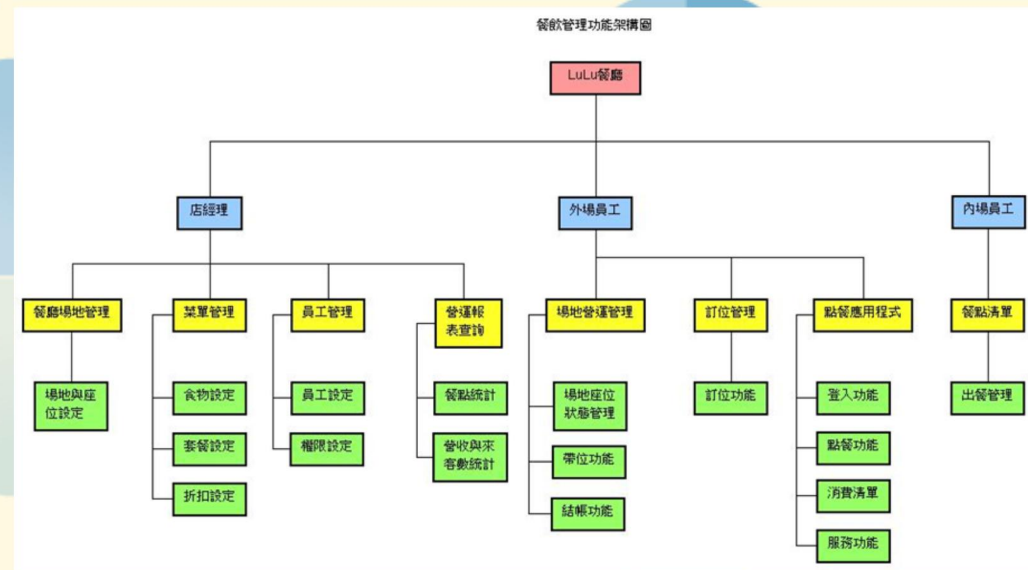 餐飲管理功能架構圖
LuLu餐廳
店經理
外場員工
內場員工
餐廳場地管理
菜單管理
員工管理
營運報
表查詢
場地營運管理
訂位管理
點餐應用程式
餐點清單
場地與座
位設定
食物設定
員工設定
餐點統計
場地座位
狀態管理
訂位功能
登入功能
出餐管理
套餐設定
權限設定
營收與來
客數統計
帶位功能
點餐功能
折扣設定
結帳功能
消費清單
服務功能